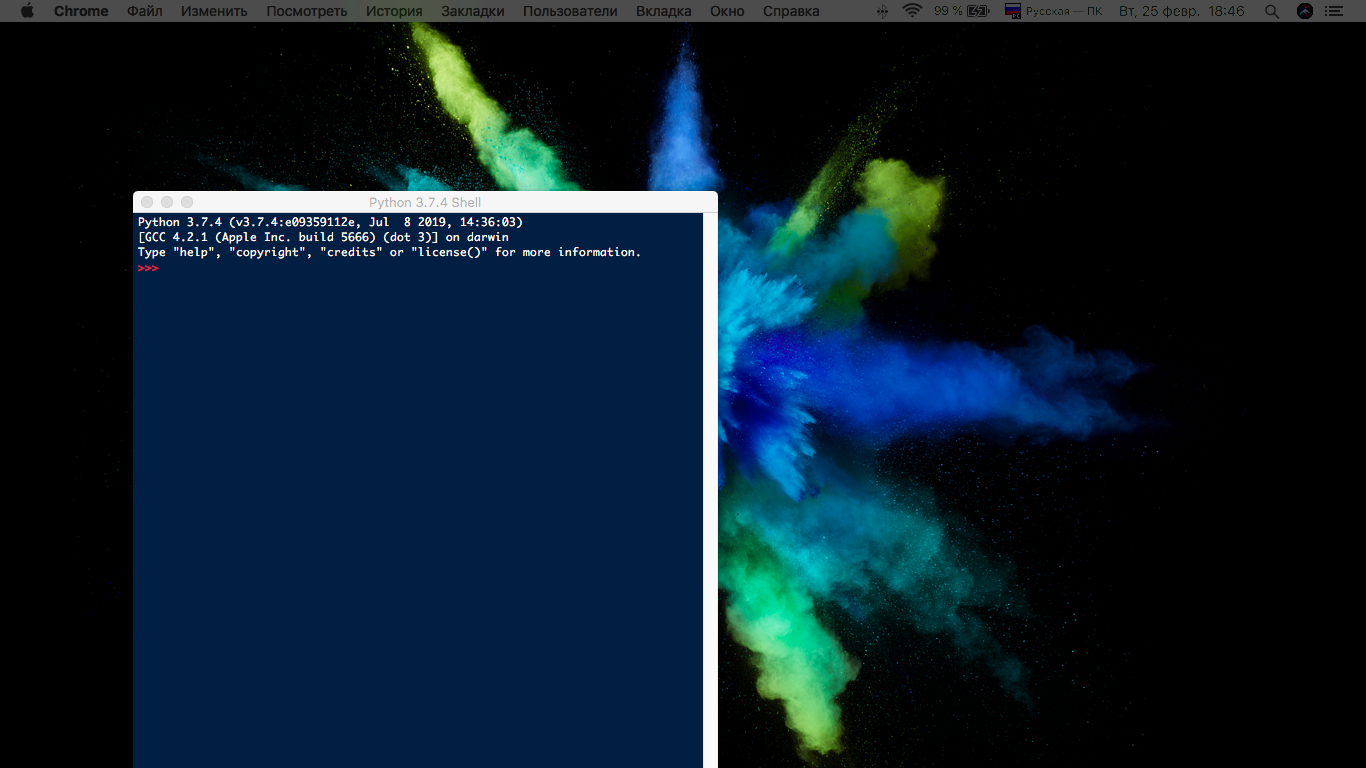 Chrome Файл Изменить Посмотреть История Закладки Пользователи Вкладка Окно Справка 99 % Русская — ПК Вт, 25 февр. 18:46
Python 3.7.4 Shell
Python 3.7.4 (v3.7.4:e09359112e, Jul  8 2019, 14:36:03)
[GCC 4.2.1 (Apple Inc. build 5666) (dot 3)] on darwin
Type "help", "copyright", "credits" or "license()" for more information.
>>>